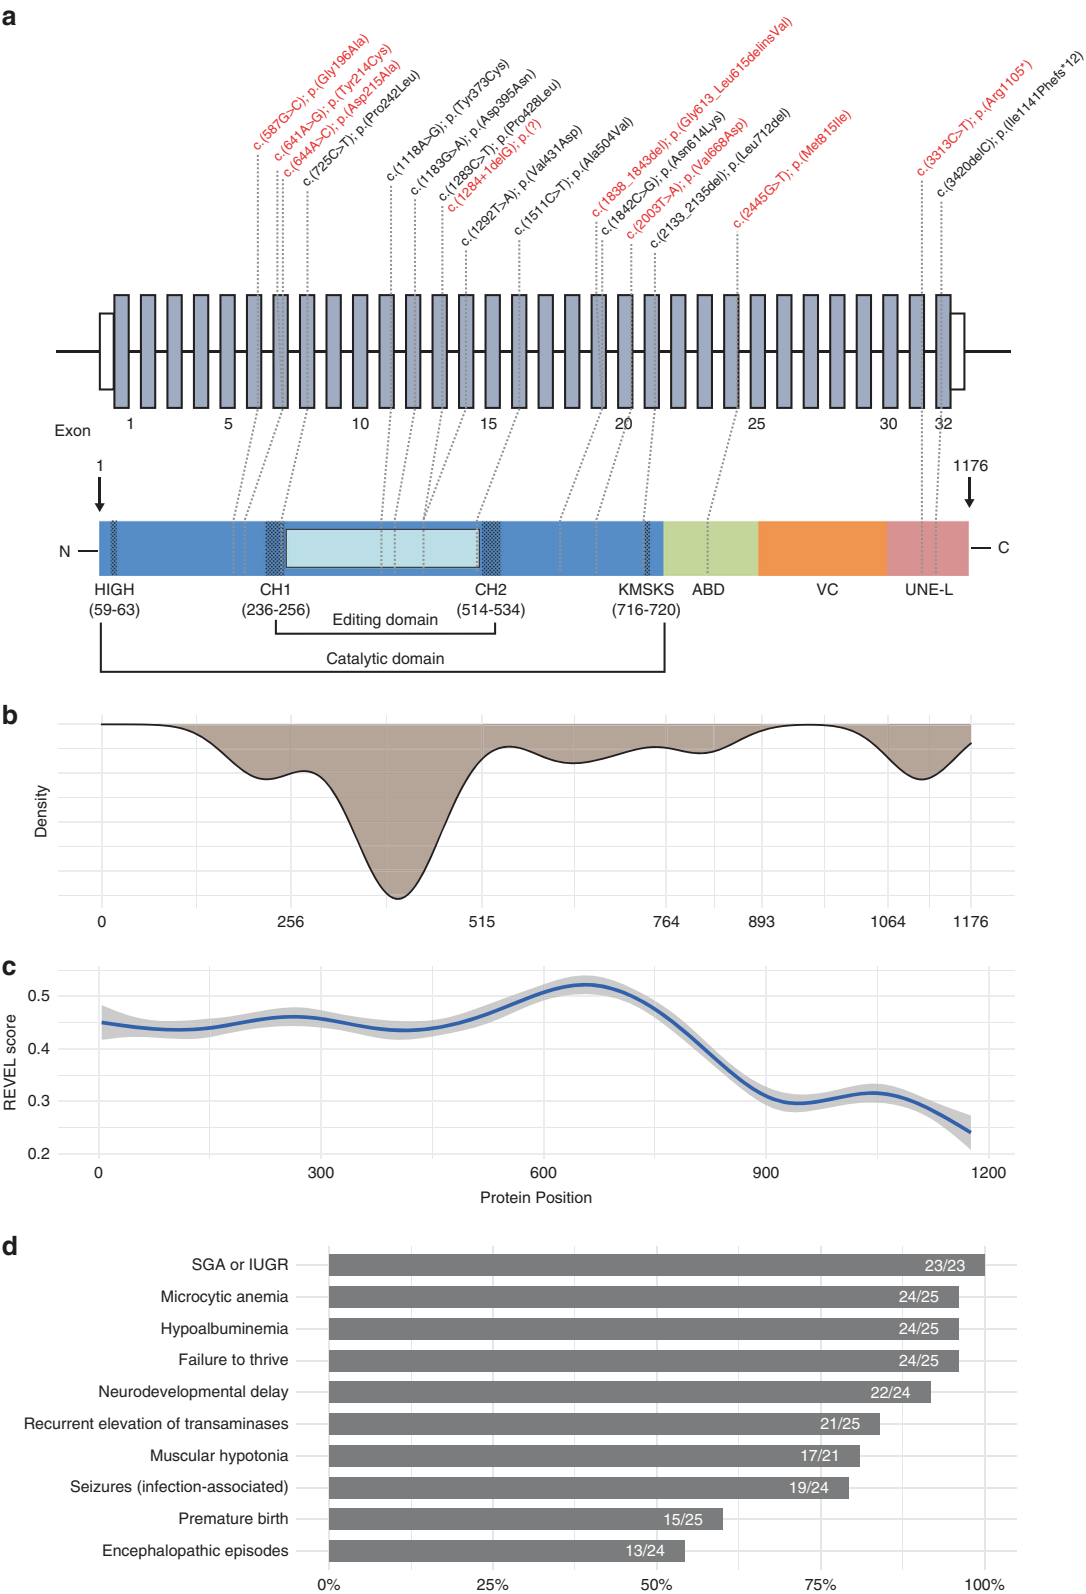 a
c.(587G>C); p.(Gly196Ala)
c.(641A>G); p.(Tyr214Cys)
c.(644A>C); p.(Asp215Ala)
c.(725C>T); p.(Pro242Leu)
c.(1118A>G); p.(Tyr373Cys)
c.(1183G>A); p.(Asp395Asn)
c.(1283C>T); p.(Pro428Leu)
c.(1284+1delG); p.(?)
c.(1292T>A); p.(Val431Asp)
c.(1511C>T); p.(Ala504Val)
c.(1838_1843del); p.(Gly613_Leu615delinsVal)
c.(1842C>G); p.(Asn614Lys)
c.(2003T>A); p.(Val668Asp)
c.(2133_2135del); p.(Leu712del)
c.(2445G>T); p.(Met815Ile)
c.(3313C>T); p.(Arg1105*)
c.(3420delC); p.(Ile1141Phefs*12)
Exon 1 5 10 15 20 25 30 32
1 1176
N C
HIGH CH1 CH2 KMSKS ABD VC UNE-L
(59-63) (236-256) (514-534) (716-720)
Editing domain
Catalytic domain
b
Density
0 256 515 764 893 1064 1176
c
REVEL score
0.5
0.4
0.3
0.2
0 300 600 900 1200
Protein Position
d
SGA or IUGR 23/23
Microcytic anemia 24/25
Hypoalbuminemia 24/25
Failure to thrive 24/25
Neurodevelopmental delay 22/24
Recurrent elevation of transaminases 21/25
Muscular hypotonia 17/21
Seizures (infection-associated) 19/24
Premature birth 15/25
Encephalopathic episodes 13/24
0% 25% 50% 75% 100%